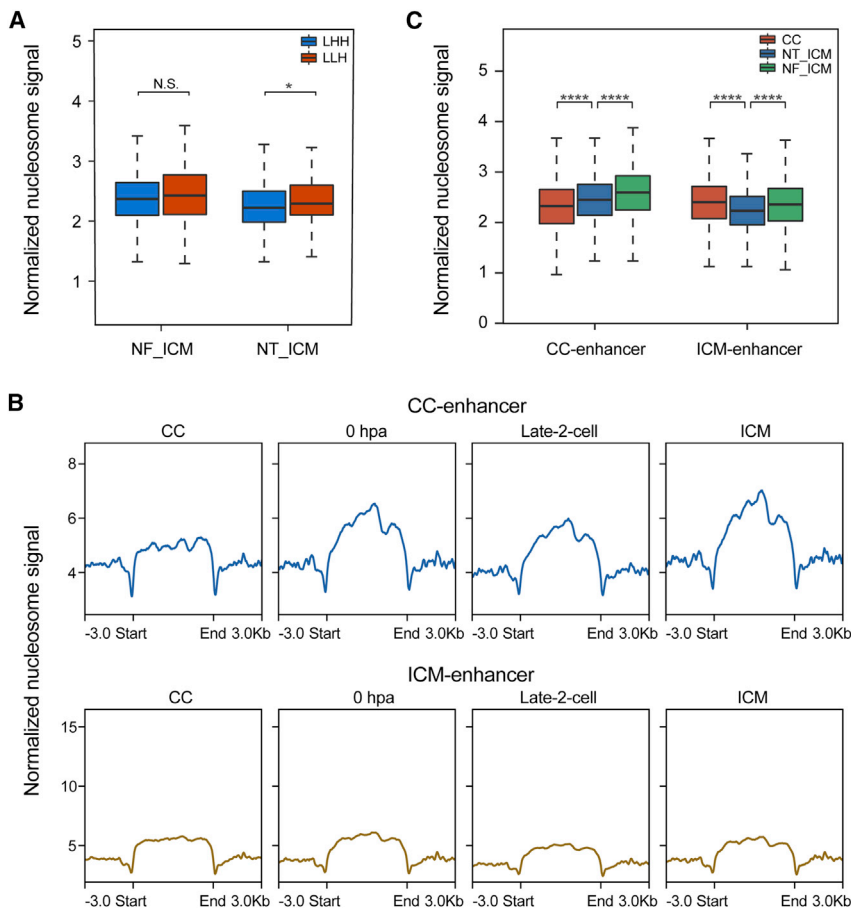 A
Normalized nucleosome signal
5
4
3
2
1
LHH
LLH
N.S.
*
NF_ICM
NT_ICM
C
Normalized nucleosome signal
5
4
3
2
1
0
CC
NT_ICM
NF_ICM
**** ****
**** ****
CC-enhancer
ICM-enhancer
B
Normalized nucleosome signal
CC-enhancer
CC
0 hpa
Late-2-cell
ICM
8
6
4
-3.0 Start End 3.0Kb
-3.0 Start End 3.0Kb
-3.0 Start End 3.0Kb
-3.0 Start End 3.0Kb
ICM-enhancer
CC
0 hpa
Late-2-cell
ICM
15
10
5
-3.0 Start End 3.0Kb
-3.0 Start End 3.0Kb
-3.0 Start End 3.0Kb
-3.0 Start End 3.0Kb